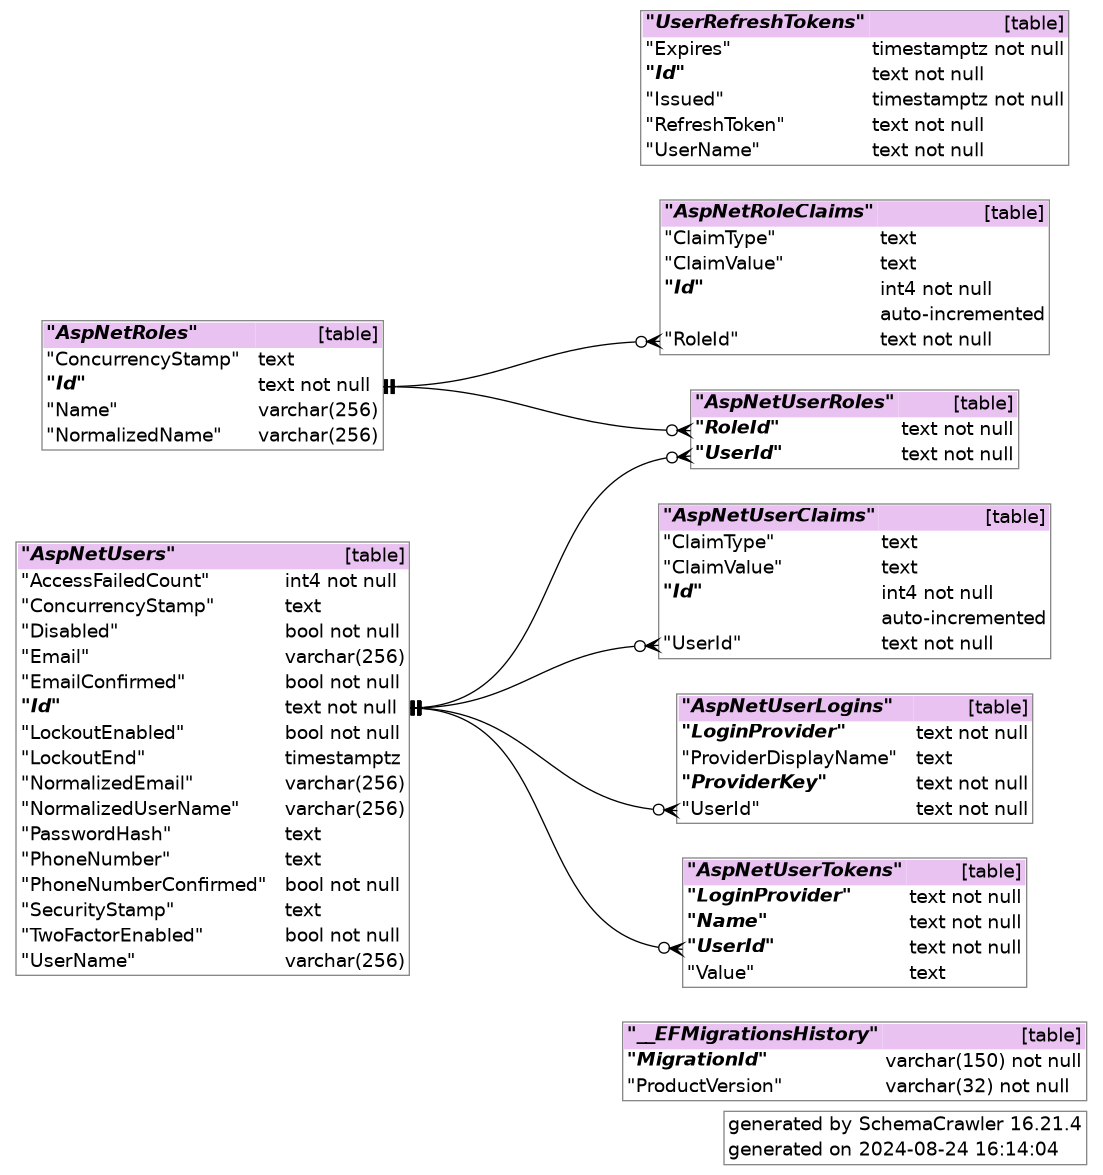 "UserRefreshTokens" [table]
"Expires" timestamptz not null
"Id" text not null
"Issued" timestamptz not null
"RefreshToken" text not null
"UserName" text not null
"AspNetRoleClaims" [table]
"ClaimType" text
"ClaimValue" text
"Id" int4 not null
auto-incremented
"RoleId" text not null
"AspNetRoles" [table]
"ConcurrencyStamp" text
"Id" text not null
"Name" varchar(256)
"NormalizedName" varchar(256)
"AspNetUserRoles" [table]
"RoleId" text not null
"UserId" text not null
"AspNetUserClaims" [table]
"ClaimType" text
"ClaimValue" text
"Id" int4 not null
auto-incremented
"UserId" text not null
"AspNetUsers" [table]
"AccessFailedCount" int4 not null
"ConcurrencyStamp" text
"Disabled" bool not null
"Email" varchar(256)
"EmailConfirmed" bool not null
"Id" text not null
"LockoutEnabled" bool not null
"LockoutEnd" timestamptz
"NormalizedEmail" varchar(256)
"NormalizedUserName" varchar(256)
"PasswordHash" text
"PhoneNumber" text
"PhoneNumberConfirmed" bool not null
"SecurityStamp" text
"TwoFactorEnabled" bool not null
"UserName" varchar(256)
"AspNetUserLogins" [table]
"LoginProvider" text not null
"ProviderDisplayName" text
"ProviderKey" text not null
"UserId" text not null
"AspNetUserTokens" [table]
"LoginProvider" text not null
"Name" text not null
"UserId" text not null
"Value" text
"__EFMigrationsHistory" [table]
"MigrationId" varchar(150) not null
"ProductVersion" varchar(32) not null
generated by SchemaCrawler 16.21.4
generated on 2024-08-24 16:14:04